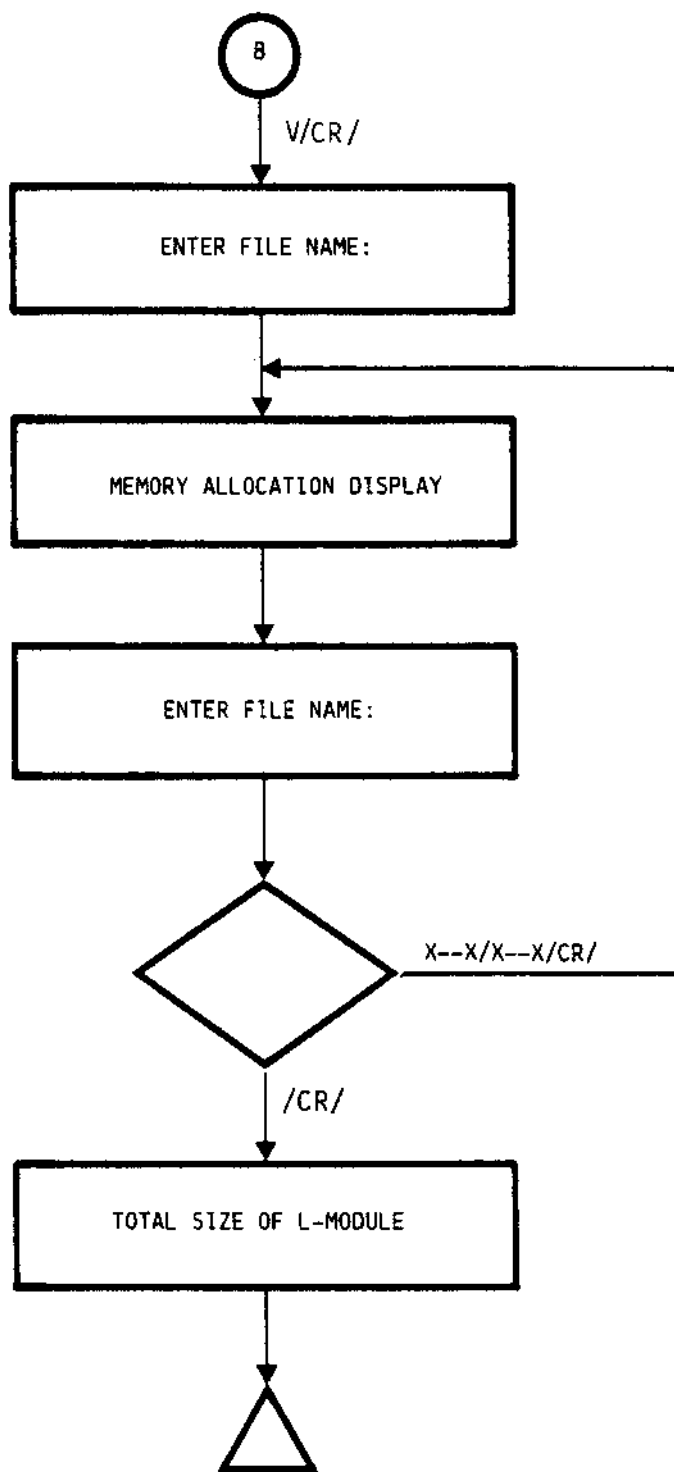 8
V/CR/
ENTER FILE NAME:
MEMORY ALLOCATION DISPLAY
ENTER FILE NAME:
X--X/X--X/CR/
/CR/
TOTAL SIZE OF L-MODULE